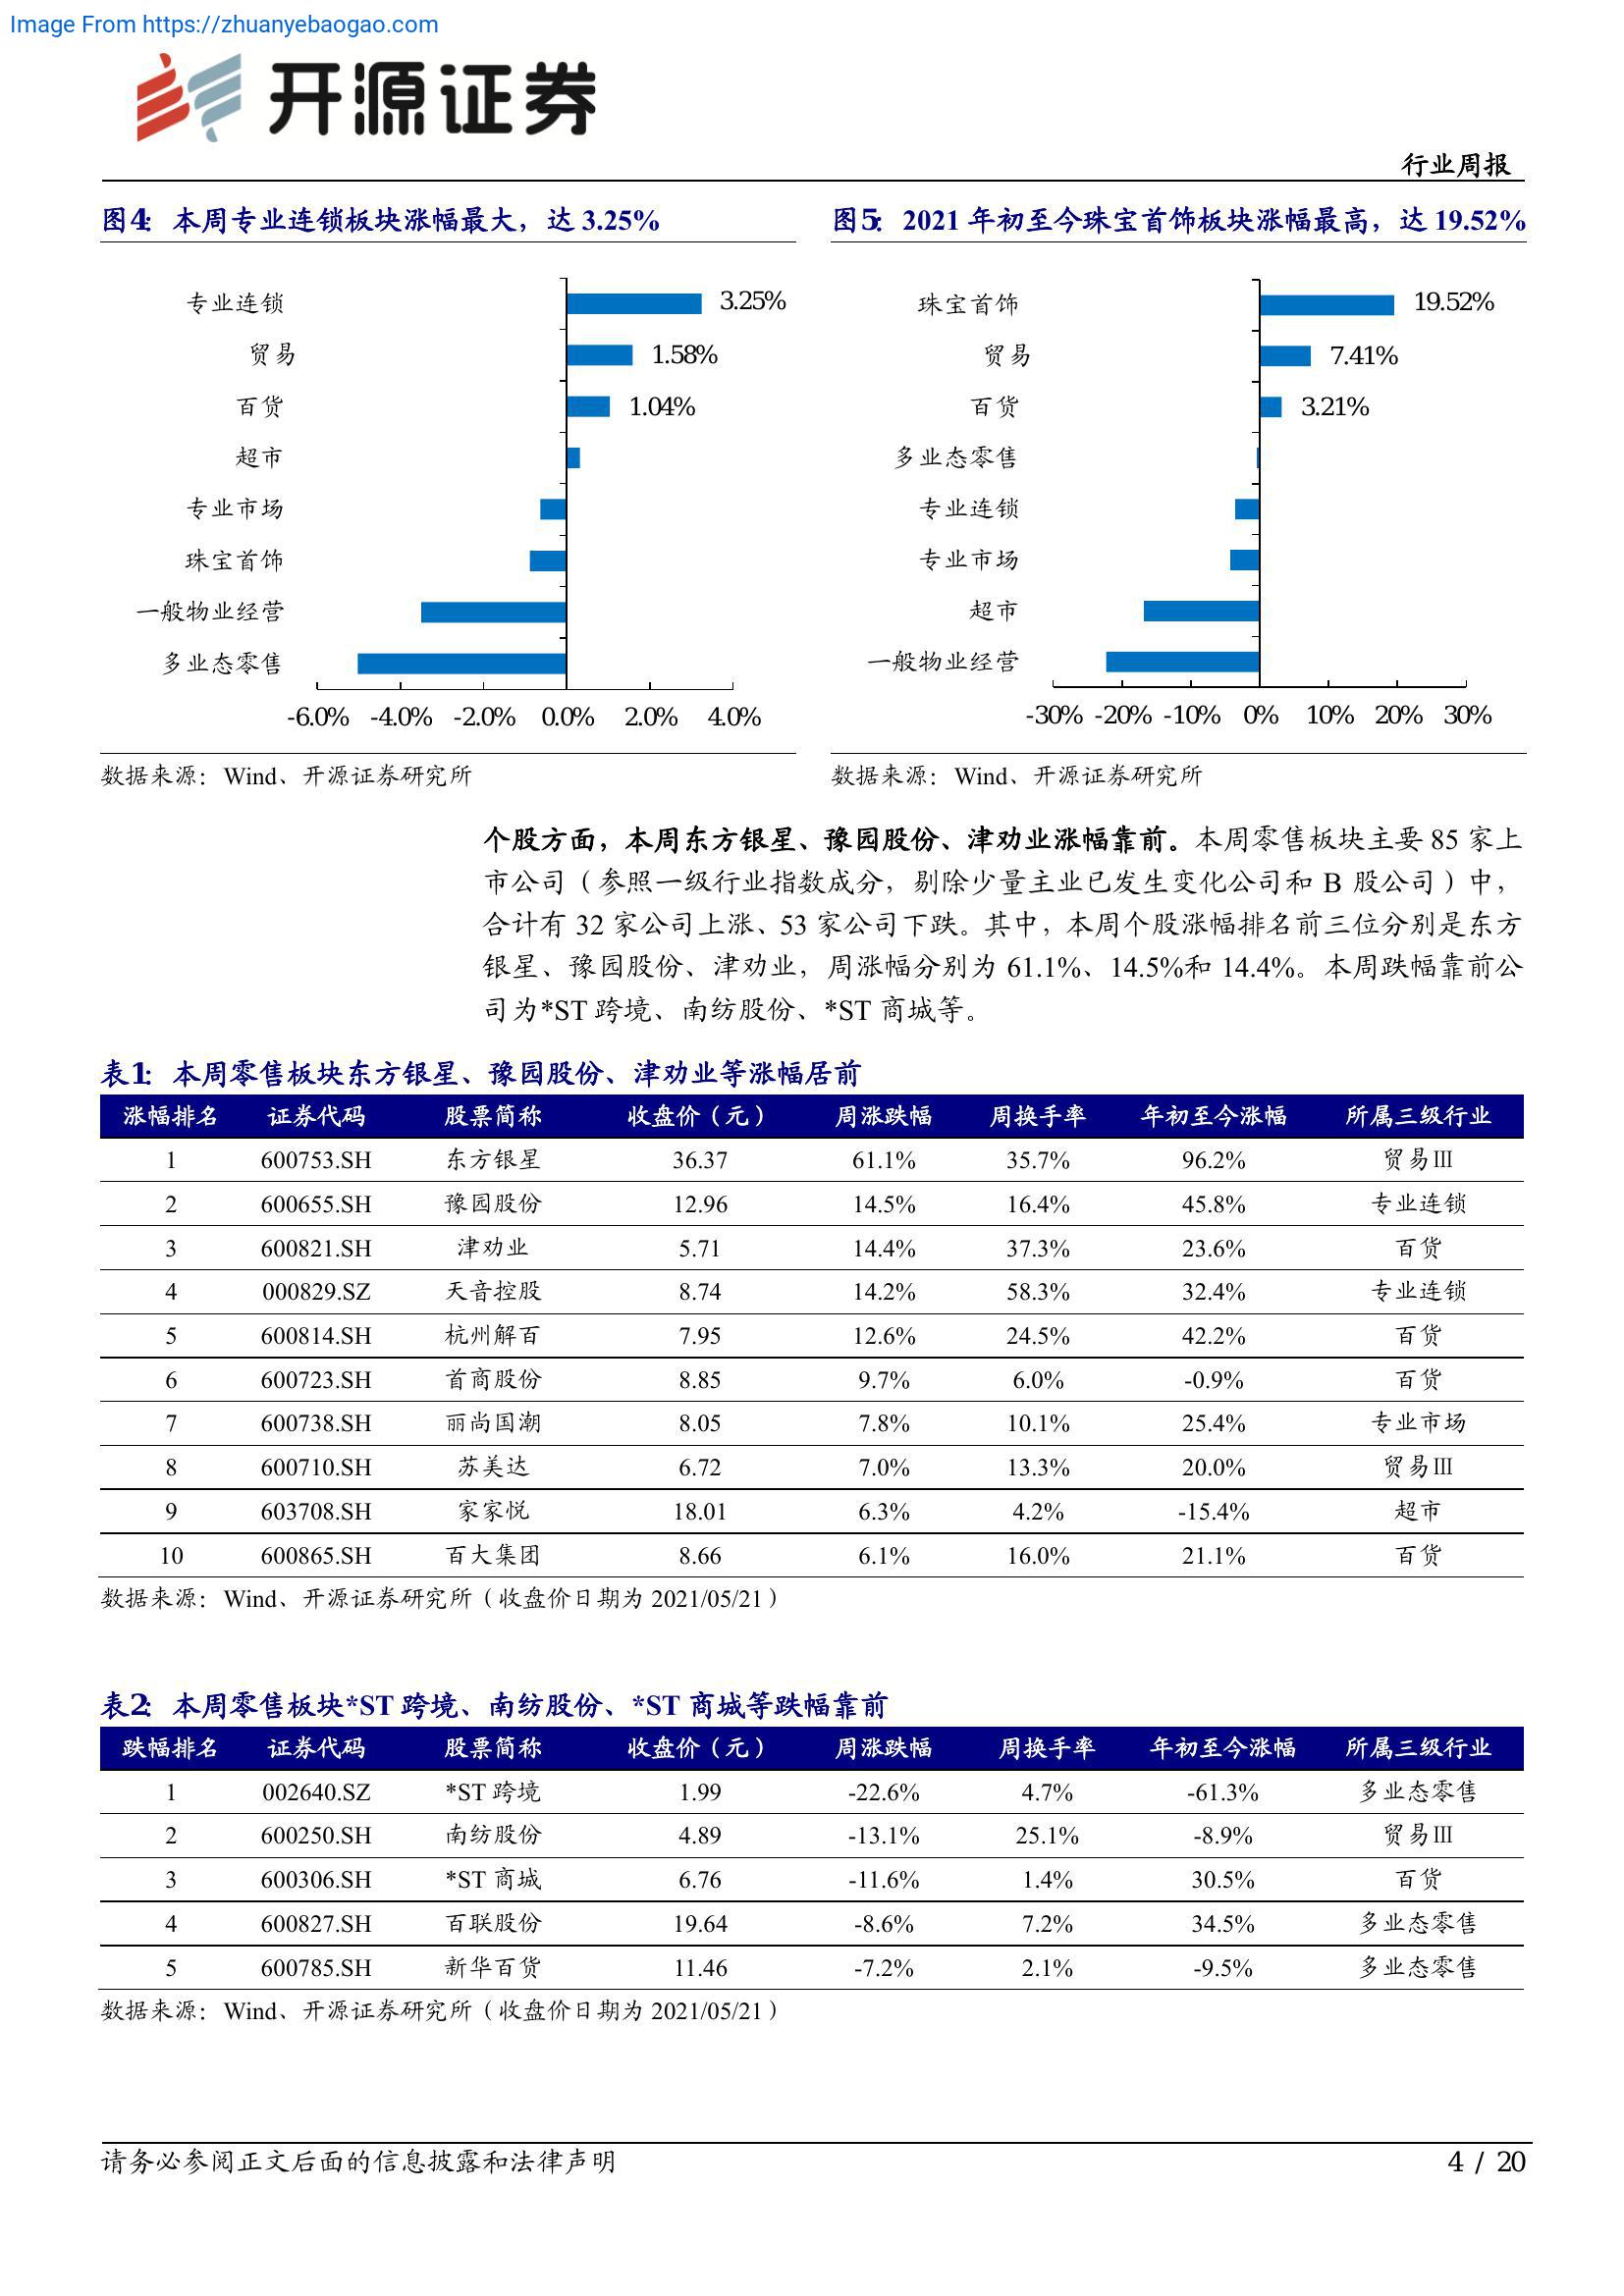 Image From https://zhuanyebaogao.com
开源证券
行业周报
图4： 本周专业连锁板块涨幅最大，达 3.25%
专业连锁 3.25%
贸易 1.58%
百货 1.04%
超市
专业市场
珠宝首饰
一般物业经营
多业态零售
-6.0% -4.0% -2.0% 0.0% 2.0% 4.0%
数据来源：Wind、开源证券研究所
图5： 2021 年初至今珠宝首饰板块涨幅最高，达 19.52%
珠宝首饰 19.52%
贸易 7.41%
百货 3.21%
多业态零售
专业连锁
专业市场
超市
一般物业经营
-30% -20% -10% 0% 10% 20% 30%
数据来源：Wind、开源证券研究所
个股方面，本周东方银星、豫园股份、津劝业涨幅靠前。本周零售板块主要 85 家上
市公司（参照一级行业指数成分，剔除少量主业已发生变化公司和 B 股公司）中，
合计有 32 家公司上涨、53 家公司下跌。其中，本周个股涨幅排名前三位分别是东方
银星、豫园股份、津劝业，周涨幅分别为 61.1%、14.5%和 14.4%。本周跌幅靠前公
司为*ST 跨境、南纺股份、*ST 商城等。
表1： 本周零售板块东方银星、豫园股份、津劝业等涨幅居前
涨幅排名 证券代码 股票简称 收盘价（元） 周涨跌幅 周换手率 年初至今涨幅 所属三级行业
1 600753.SH 东方银星 36.37 61.1% 35.7% 96.2% 贸易Ⅲ
2 600655.SH 豫园股份 12.96 14.5% 16.4% 45.8% 专业连锁
3 600821.SH 津劝业 5.71 14.4% 37.3% 23.6% 百货
4 000829.SZ 天音控股 8.74 14.2% 58.3% 32.4% 专业连锁
5 600814.SH 杭州解百 7.95 12.6% 24.5% 42.2% 百货
6 600723.SH 首商股份 8.85 9.7% 6.0% -0.9% 百货
7 600738.SH 丽尚国潮 8.05 7.8% 10.1% 25.4% 专业市场
8 600710.SH 苏美达 6.72 7.0% 13.3% 20.0% 贸易Ⅲ
9 603708.SH 家家悦 18.01 6.3% 4.2% -15.4% 超市
10 600865.SH 百大集团 8.66 6.1% 16.0% 21.1% 百货
数据来源：Wind、开源证券研究所（收盘价日期为 2021/05/21）
表2： 本周零售板块*ST 跨境、南纺股份、*ST 商城等跌幅靠前
跌幅排名 证券代码 股票简称 收盘价（元） 周涨跌幅 周换手率 年初至今涨幅 所属三级行业
1 002640.SZ *ST 跨境 1.99 -22.6% 4.7% -61.3% 多业态零售
2 600250.SH 南纺股份 4.89 -13.1% 25.1% -8.9% 贸易Ⅲ
3 600306.SH *ST 商城 6.76 -11.6% 1.4% 30.5% 百货
4 600827.SH 百联股份 19.64 -8.6% 7.2% 34.5% 多业态零售
5 600785.SH 新华百货 11.46 -7.2% 2.1% -9.5% 多业态零售
数据来源：Wind、开源证券研究所（收盘价日期为 2021/05/21）
请务必参阅正文后面的信息披露和法律声明
4 / 20